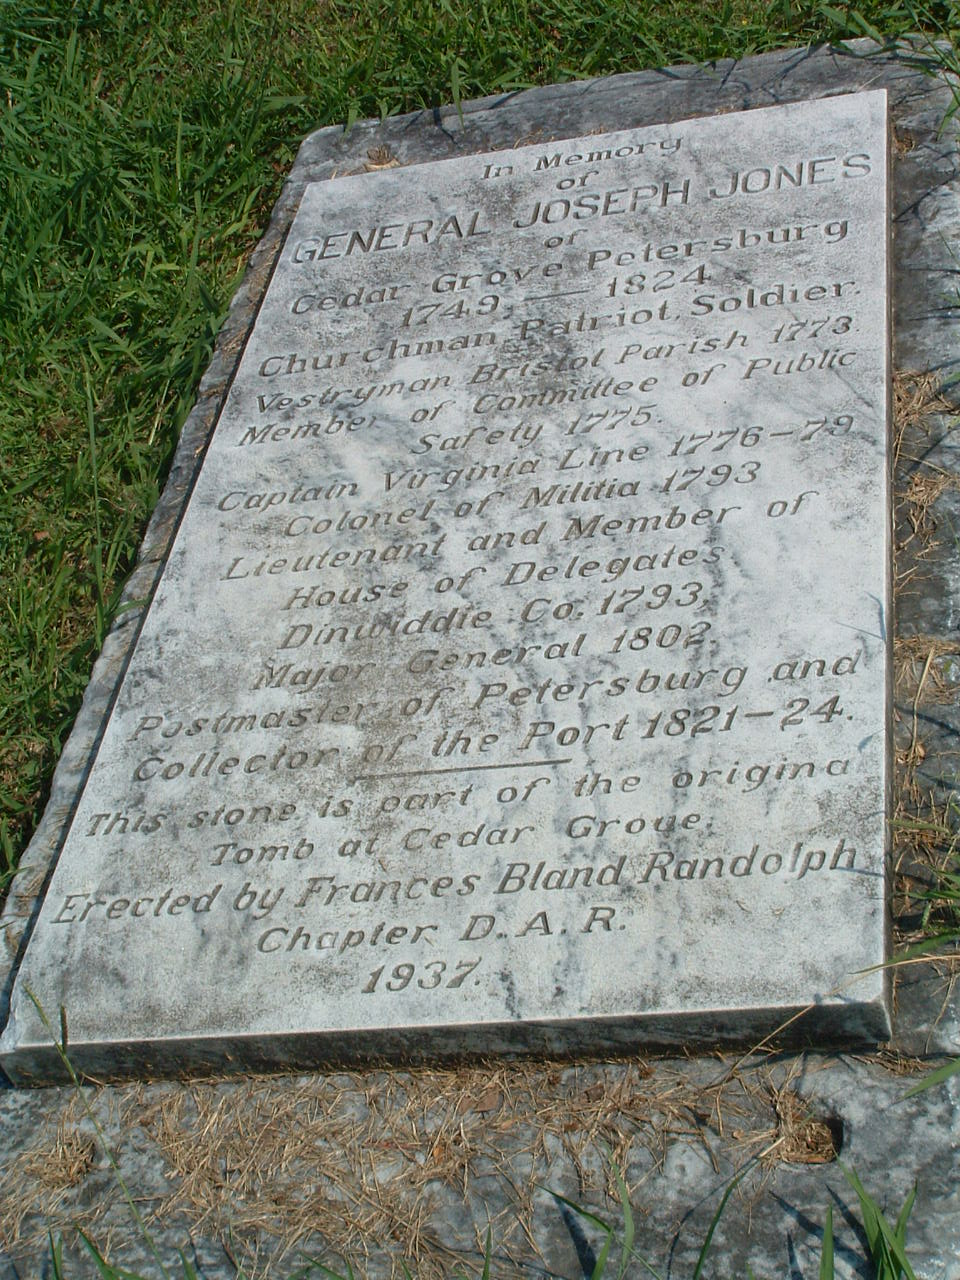 In Memory
of
GENERAL JOSEPH JONES
of
Cedar Grove Petersburg
1749 — 1824
Churchman, Patriot, Soldier.
Vestryman Bristol Parish 1773.
Member of Committee of Public
Safety 1775.
Captain Virginia Line 1776-79
Colonel of Militia 1793
Lieutenant and Member of
House of Delegates
Dinwiddie Co. 1793
Major General 1802.
Postmaster of Petersburg and
Collector of the Port 1821-24.
This stone is part of the origina
Tomb at Cedar Grove.
Erected by Frances Bland Randolph
Chapter D.A.R.
1937.